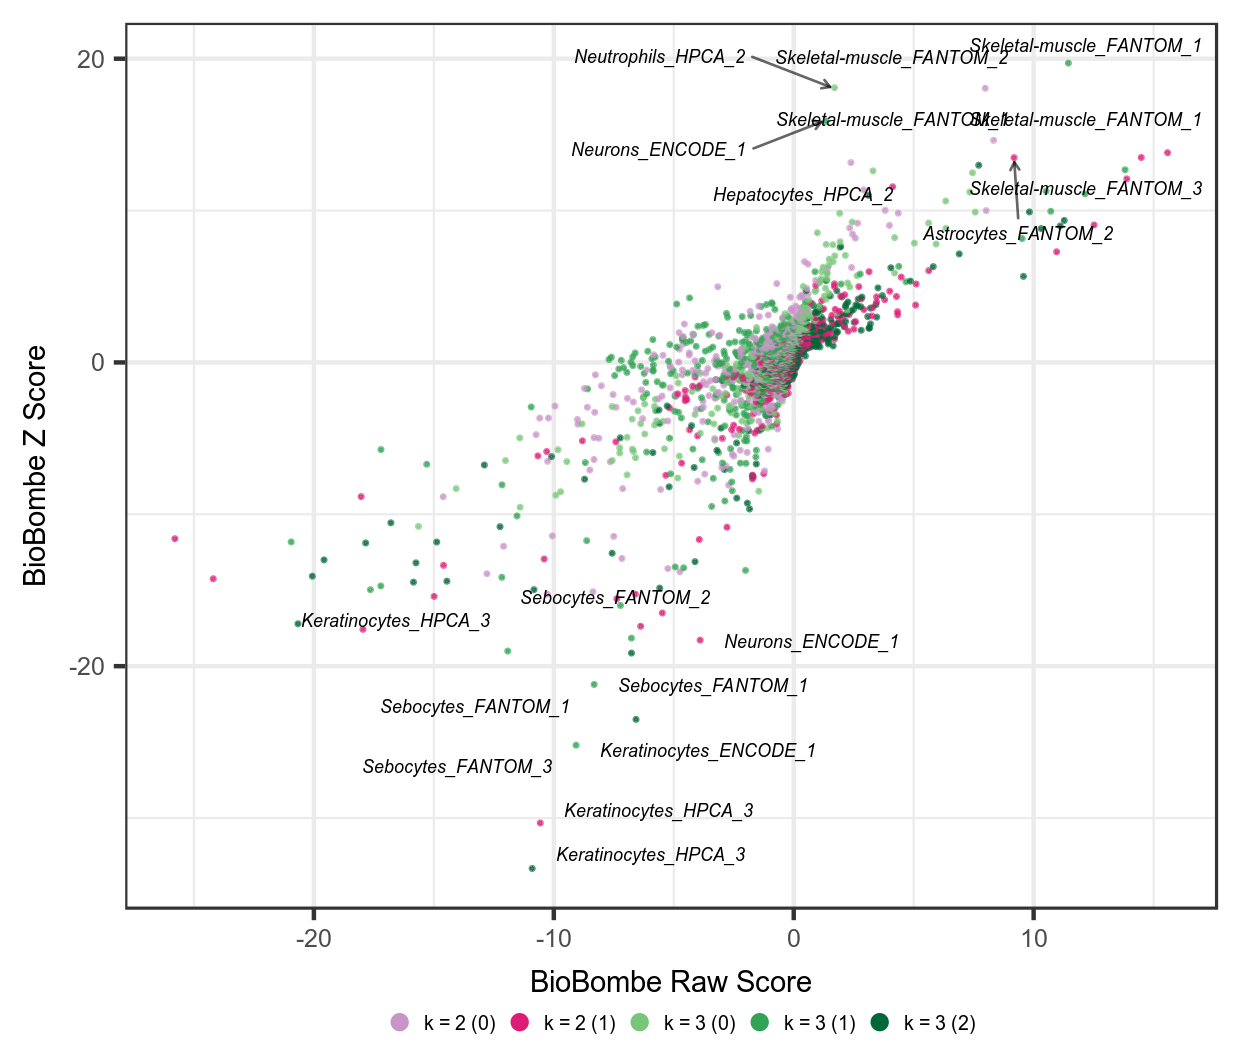 Skeletal-muscle_FANTOM_1
20
Neutrophils_HPCA_2
Skeletal-muscle_FANTOM_2
Skeletal-muscle_FANTOM_1
Skeletal-muscle_FANTOM_1
Neurons_ENCODE_1
Hepatocytes_HPCA_2
Skeletal-muscle_FANTOM_3
Astrocytes_FANTOM_2
0
BioBombe Z Score
Sebocytes_FANTOM_2
Keratinocytes_HPCA_3
Neurons_ENCODE_1
-20
Sebocytes_FANTOM_1
Sebocytes_FANTOM_1
Keratinocytes_ENCODE_1
Sebocytes_FANTOM_3
Keratinocytes_HPCA_3
Keratinocytes_HPCA_3
-20 -10 0 10
BioBombe Raw Score
k = 2 (0) k = 2 (1) k = 3 (0) k = 3 (1) k = 3 (2)